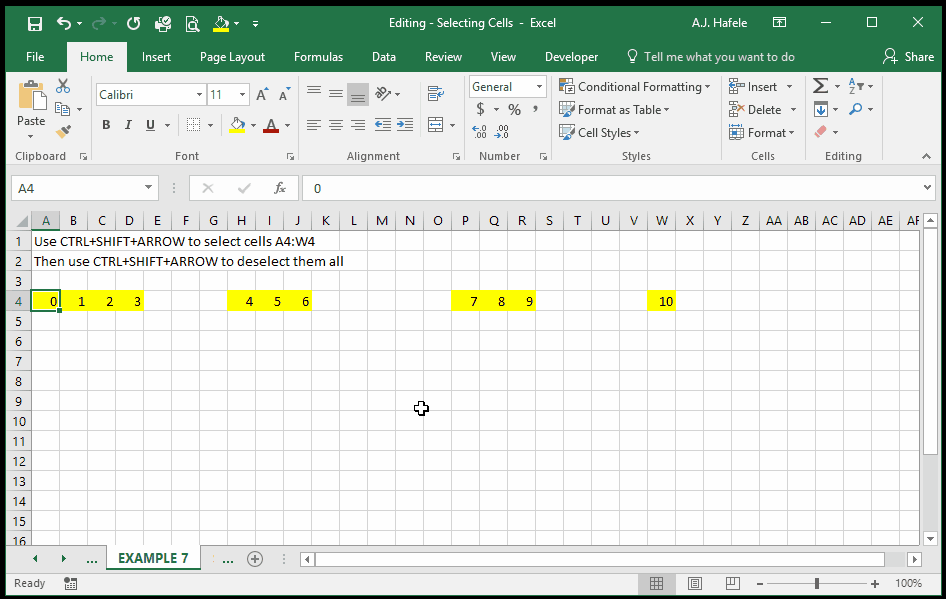 Editing - Selecting Cells - Excel
A.J. Hafele
File Home Insert Page Layout Formulas Data Review View Developer Tell me what you want to do Share
Paste
Calibri 11 A A
B I U A
General
$ % ,
.0 .00
.00 .0
Conditional Formatting
Format as Table
Cell Styles
Insert
Delete
Format
Σ A Z
Clipboard Font Alignment Number Styles Cells Editing
A4 fx 0
A B C D E F G H I J K L M N O P Q R S T U V W X Y Z AA AB AC AD AE AF
1 Use CTRL+SHIFT+ARROW to select cells A4:W4
2 Then use CTRL+SHIFT+ARROW to deselect them all
3
4 0 1 2 3 4 5 6 7 8 9 10
5
6
7
8
9
10
11
12
13
14
15
16
... EXAMPLE 7 ...
Ready 100%